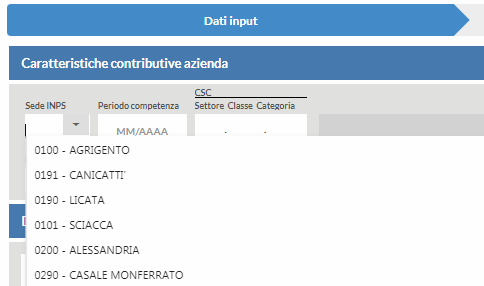 Dati input
Caratteristiche contributive azienda
CSC
Sede INPS Periodo competenza Settore Classe Categoria
MM/AAAA . .
0100 - AGRIGENTO
0191 - CANICATTI'
0190 - LICATA
0101 - SCIACCA
0200 - ALESSANDRIA
0290 - CASALE MONFERRATO